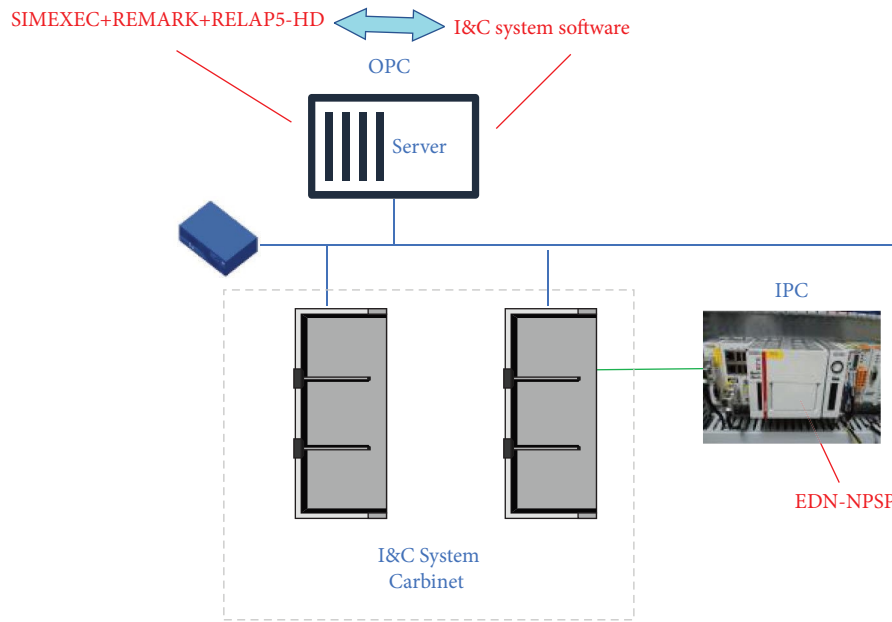 SIMEXEC+REMARK+RELAP5-HD
I&C system software
OPC
Server
IPC
EDN-NPSP
I&C System
Carbinet